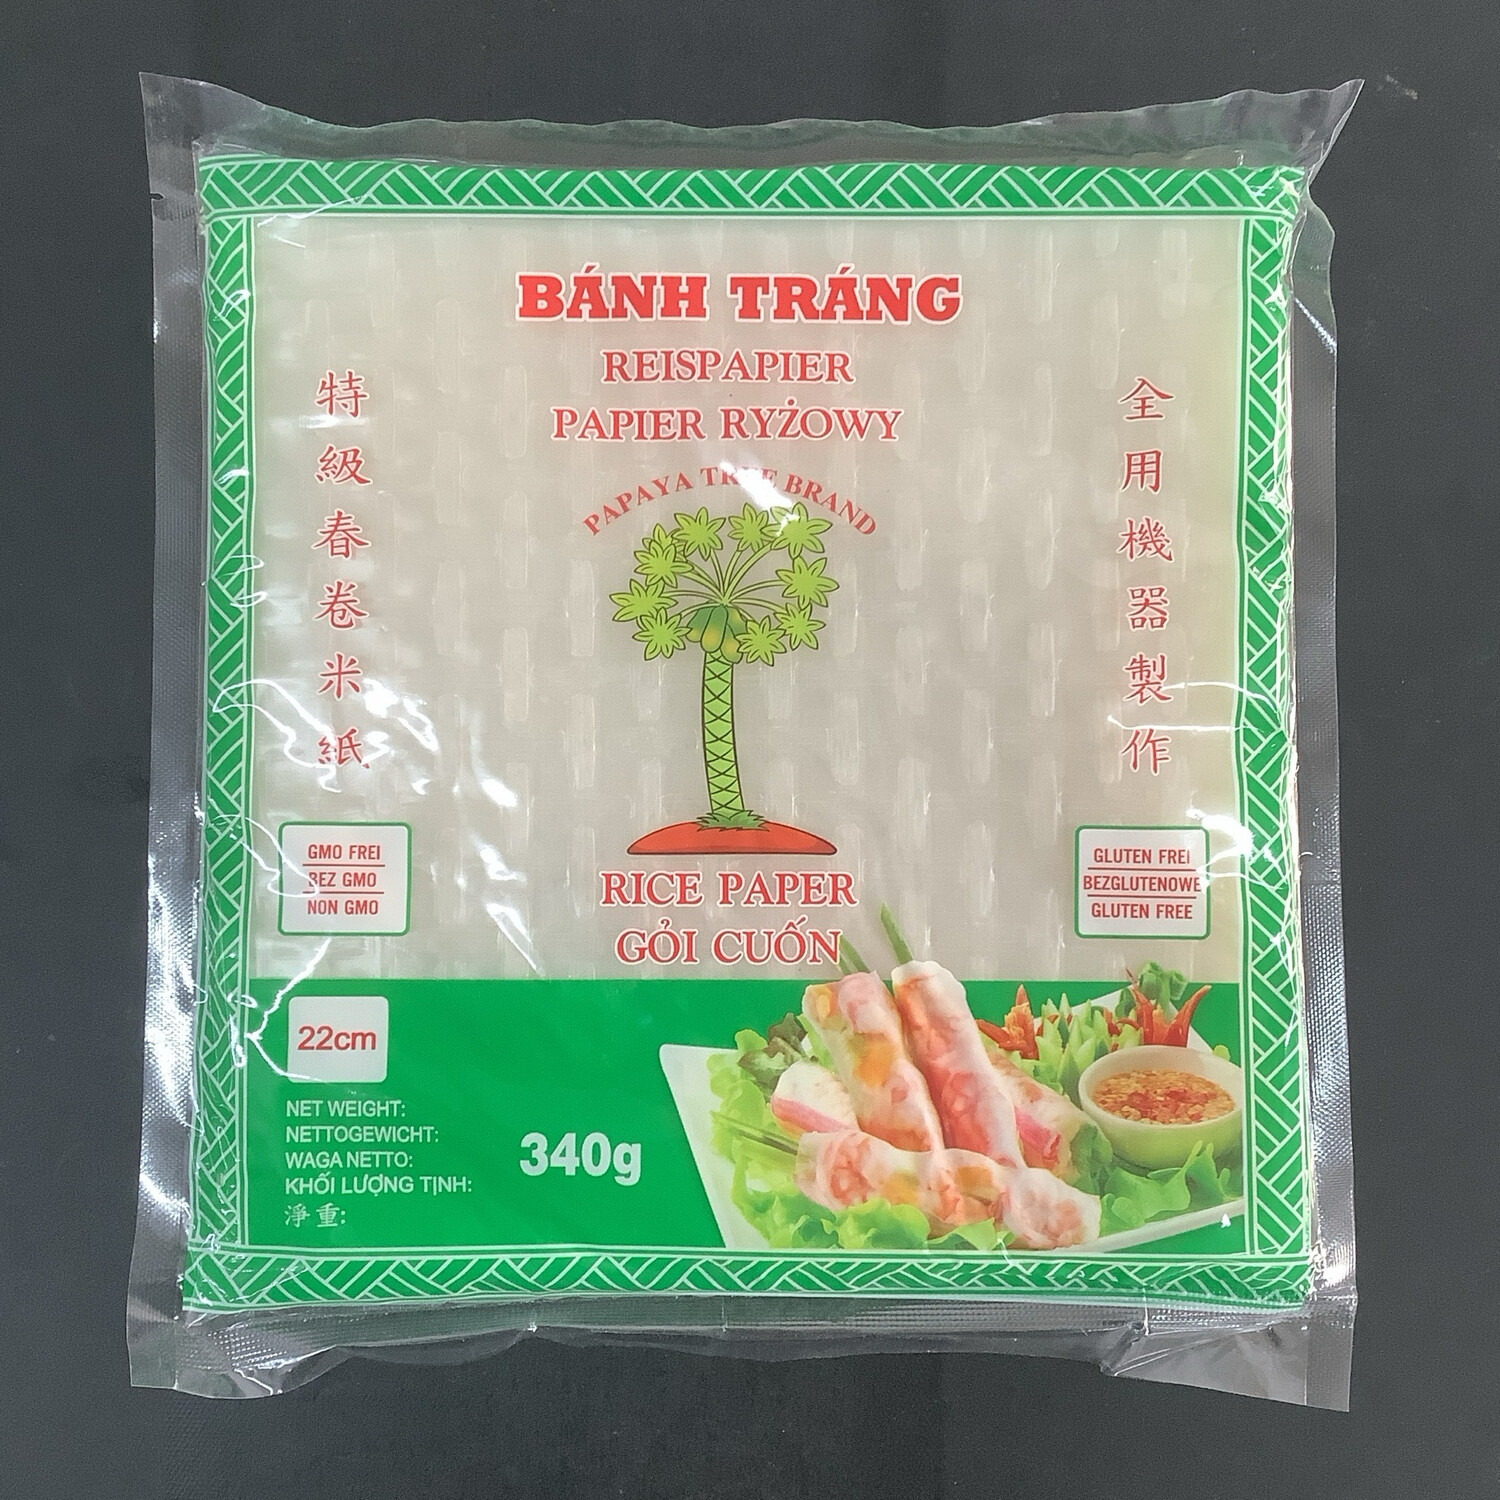 BÁNH TRÁNG
REISPAPIER
PAPIER RYŻOWY
PAPAYA TREE BRAND
特級春卷米紙
全用機器製作
GMO FREI
BEZ GMO
NON GMO
GLUTEN FREI
BEZGLUTENOWE
GLUTEN FREE
RICE PAPER
GỎI CUỐN
22cm
NET WEIGHT:
NETTOGEWICHT:
WAGA NETTO:
KHỐI LƯỢNG TỊNH:
淨重:
340g